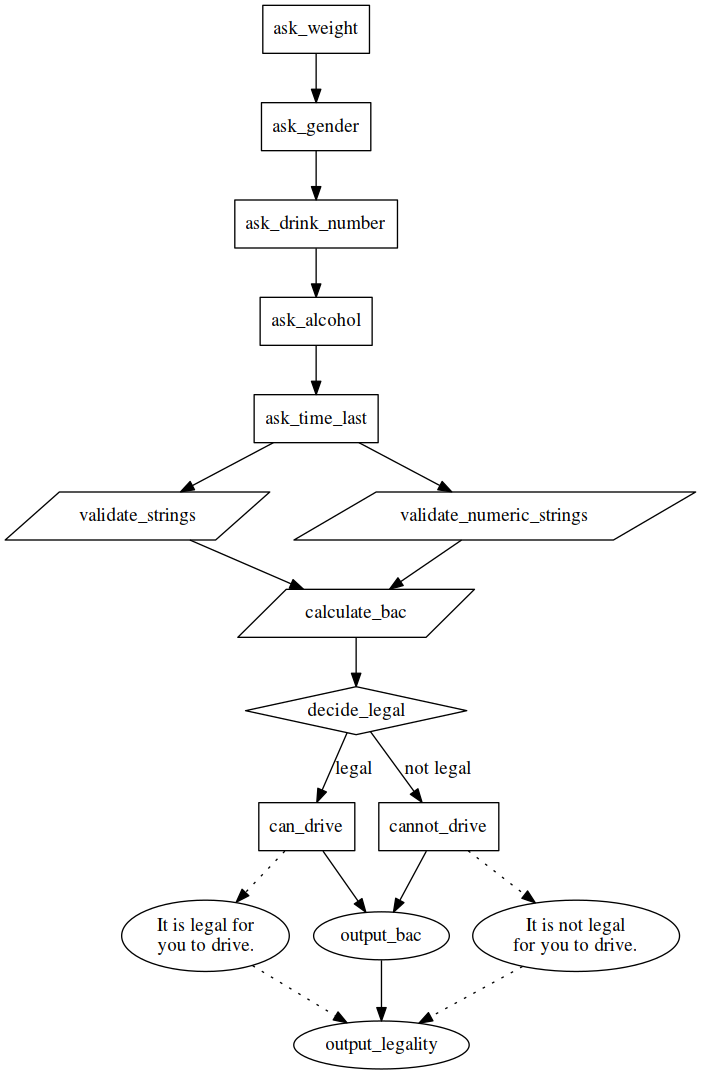 ask_weight
ask_gender
ask_drink_number
ask_alcohol
ask_time_last
validate_strings
validate_numeric_strings
calculate_bac
decide_legal
legal
not legal
can_drive
cannot_drive
It is legal for
you to drive.
output_bac
It is not legal
for you to drive.
output_legality